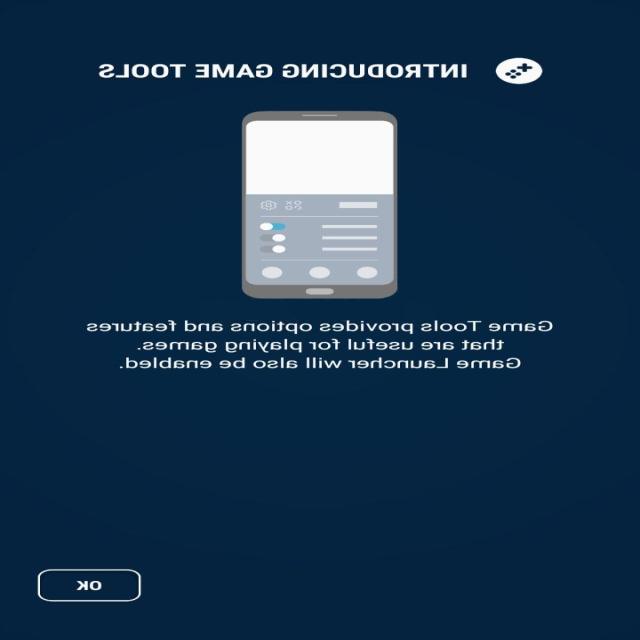 INTRODUCING GAME TOOLS
Game Tools provides options and features
that are useful for playing games.
Game Launcher will also be enabled.
OK